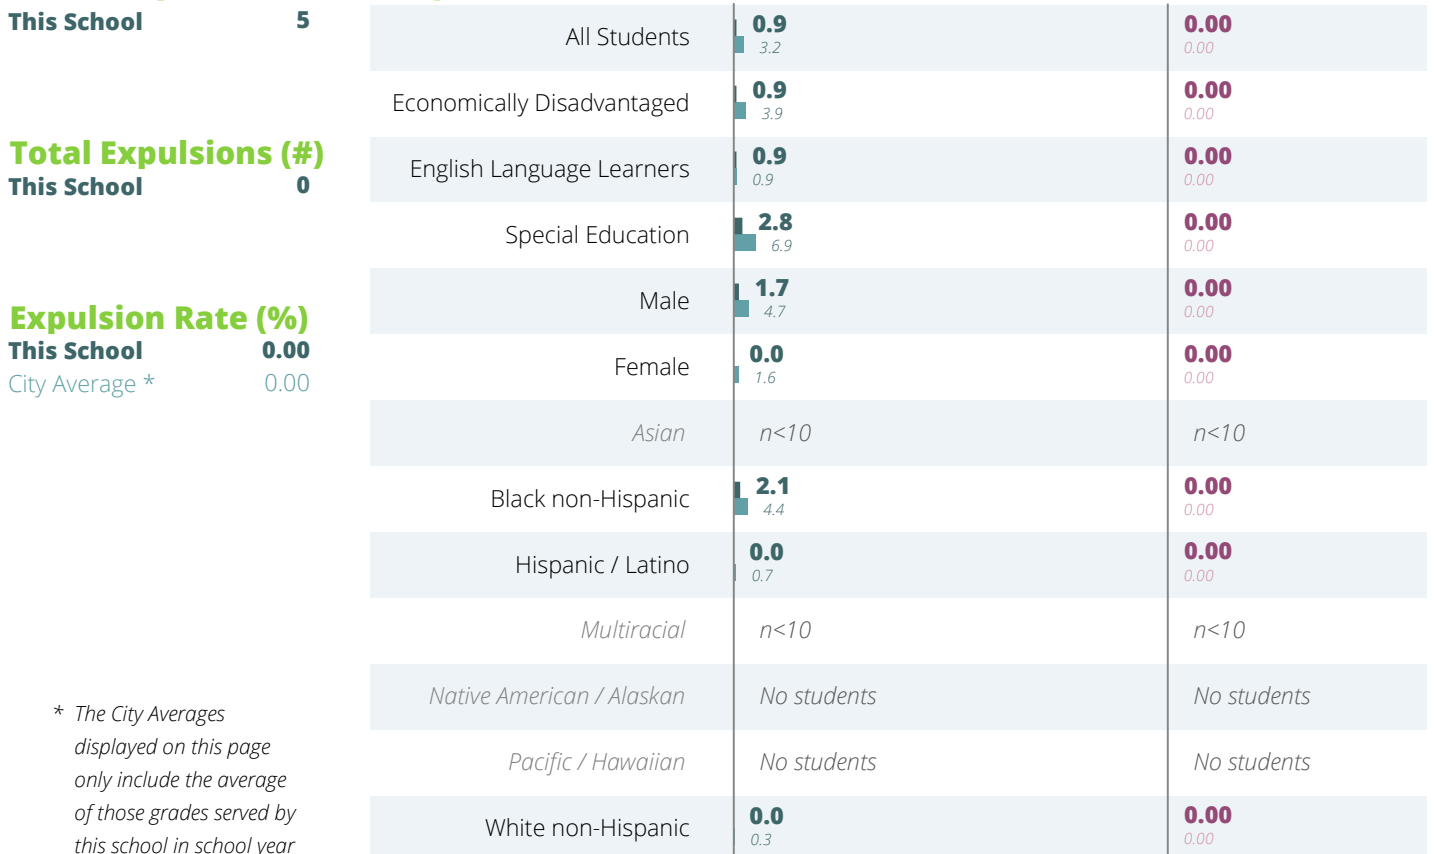 This School 5
Total Expulsions (#)
This School 0
Expulsion Rate (%)
This School 0.00
City Average * 0.00
* The City Averages
displayed on this page
only include the average
of those grades served by
this school in school year
All Students 0.9 0.00
3.2 0.00
Economically Disadvantaged 0.9 0.00
3.9 0.00
English Language Learners 0.9 0.00
0.9 0.00
Special Education 2.8 0.00
6.9 0.00
Male 1.7 0.00
4.7 0.00
Female 0.0 0.00
1.6 0.00
Asian n<10 n<10
Black non-Hispanic 2.1 0.00
4.4 0.00
Hispanic / Latino 0.0 0.00
0.7 0.00
Multiracial n<10 n<10
Native American / Alaskan No students No students
Pacific / Hawaiian No students No students
White non-Hispanic 0.0 0.00
0.3 0.00